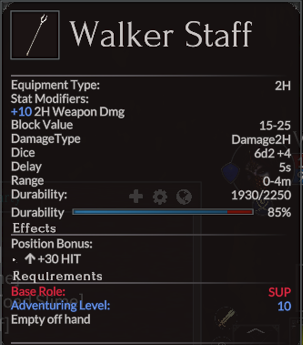 Walker Staff
Equipment Type: 2H
Stat Modifiers:
+10 2H Weapon Dmg
Block Value 15-25
DamageType Damage2H
Dice 6d2 +4
Delay 5s
Range 0-4m
Durability: 1930/2250
Durability 85%
Effects
Position Bonus:
· ↑+30 HIT
Requirements
Base Role: SUP
Adventuring Level: 10
Empty off hand